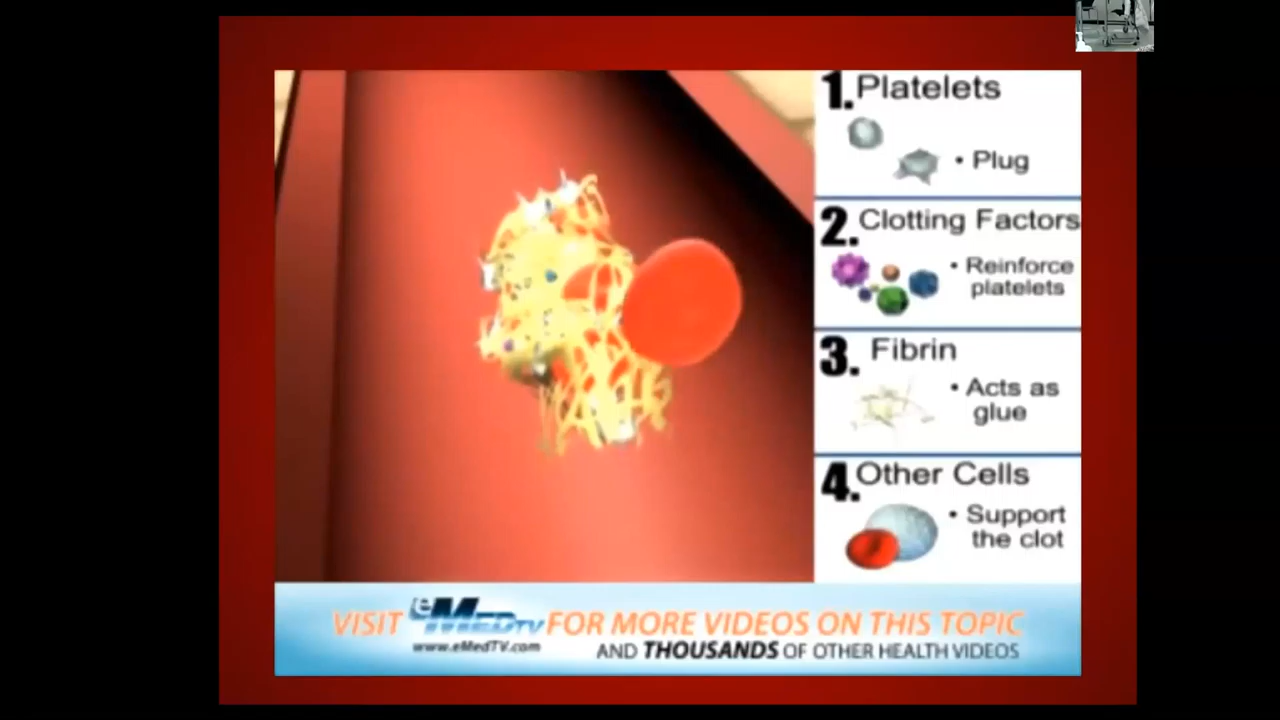 1. Platelets
• Plug
2. Clotting Factors
• Reinforce
platelets
3. Fibrin
• Acts as
glue
4. Other Cells
• Support
the clot
VISIT eMEDTV FOR MORE VIDEOS ON THIS TOPIC
www.eMedTV.com
AND THOUSANDS OF OTHER HEALTH VIDEOS